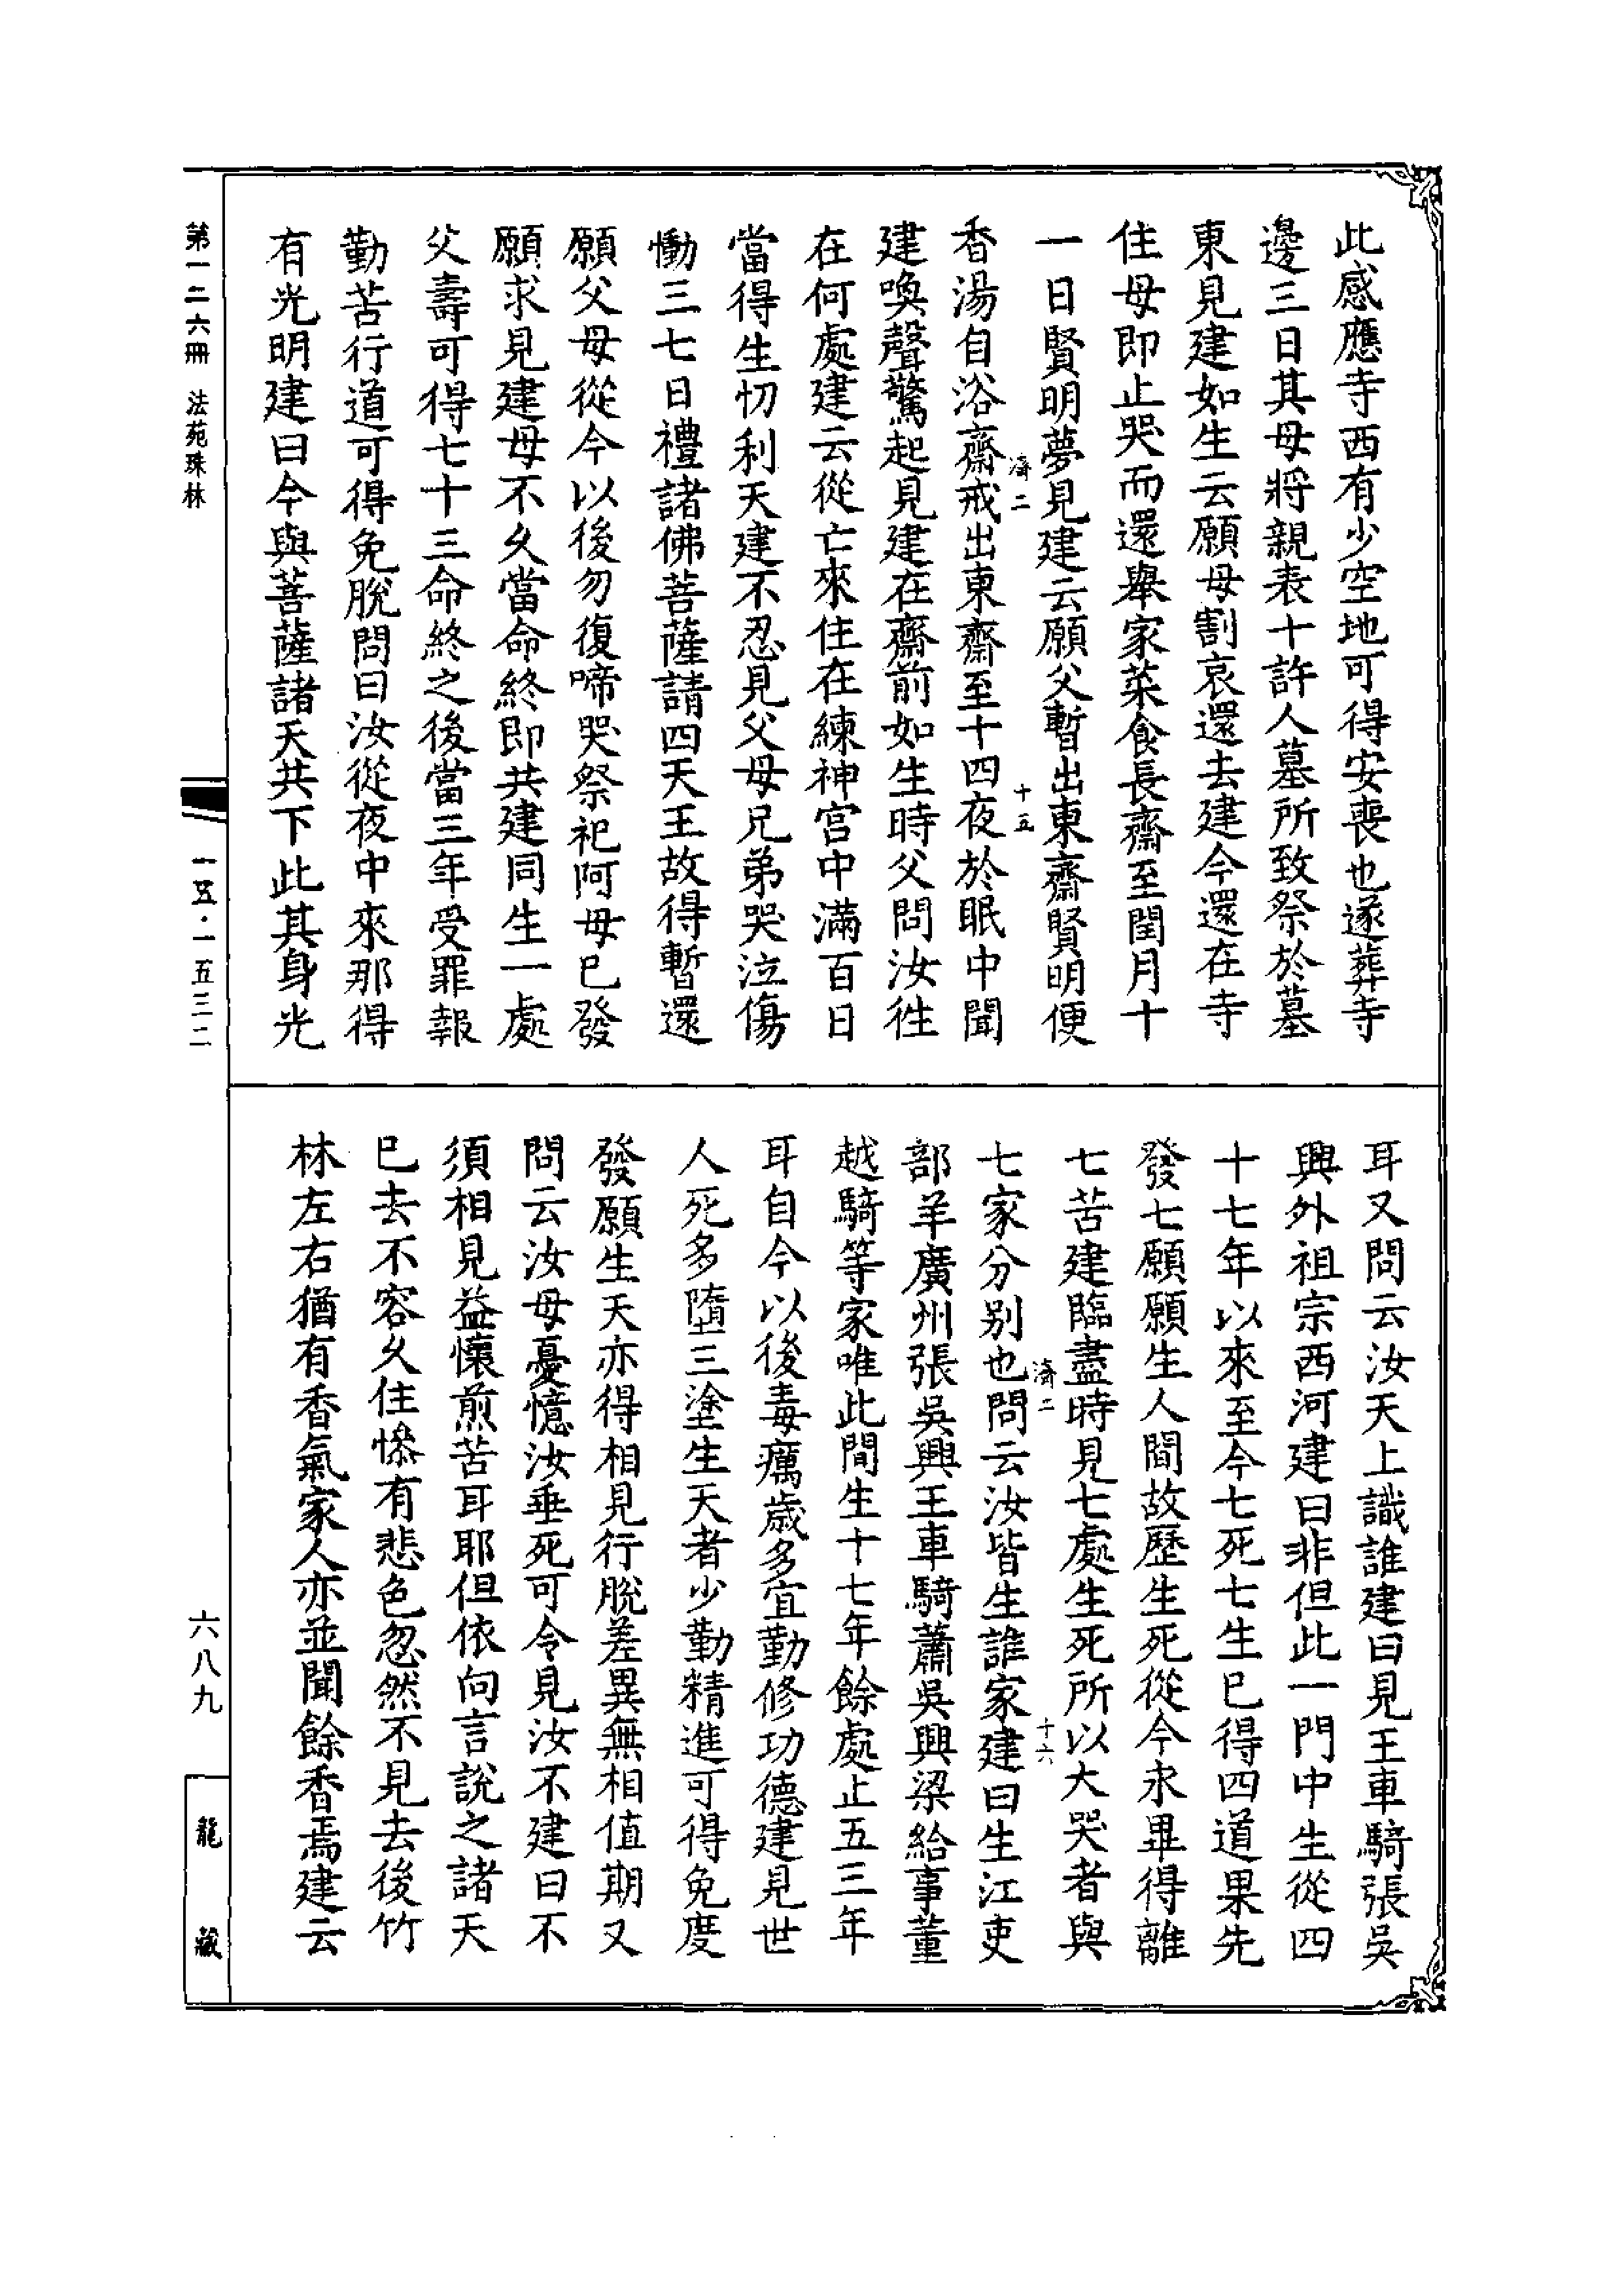 此感應寺西有少空地可得安喪也遂葬寺
邊三日其母將親表十許人墓所致祭於墓
東見建如生云願母割哀還去建今還在寺
住母即止哭而還舉家菜食長齋至閏月十
一日賢明夢見建云願父暫出東齋賢明便
濟二
十五
香湯自浴齋戒出東齋至十四夜於眠中聞
建喚聲驚起見建在齋前如生時父問汝徃
在何處建云從亡來住在練神宮中滿百日
當得生忉利天建不忍見父母兄弟哭泣傷
慟三七日禮諸佛菩薩請四天王故得暫還
願父母從今以後勿復啼哭祭祀阿母已發
願求見建母不久當命終即共建同生一處
父壽可得七十三命終之後當三年受罪報
勤苦行道可得免脫問曰汝從夜中來那得
有光明建曰今與菩薩諸天共下此其身光
耳又問云汝天上識誰建曰見王車騎張吳
興外祖宗西河建曰非但此一門中生從四
十七年以來至今七死七生已得四道果先
發七願願生人間故歷生死從今永畢得離
七苦建臨盡時見七處生死所以大哭者與
濟二
十六
七家分別也問云汝皆生誰家建曰生江吏
部羊廣州張吳興王車騎蕭吳興梁給事董
越騎等家唯此間生十七年餘處止五三年
耳自今以後毒癘歲多宜勤修功德建見世
人死多墮三塗生天者少勤精進可得免度
發願生天亦得相見行脫差異無相值期又
問云汝母憂憶汝垂死可令見汝不建曰不
須相見益懷煎苦耳耶但依向言說之諸天
已去不容久住慘有悲色忽然不見去後竹
林左右猶有香氣家人亦並聞餘香焉建云
第一二六冊 法苑珠林
一五·一五三二
六八九
龍藏